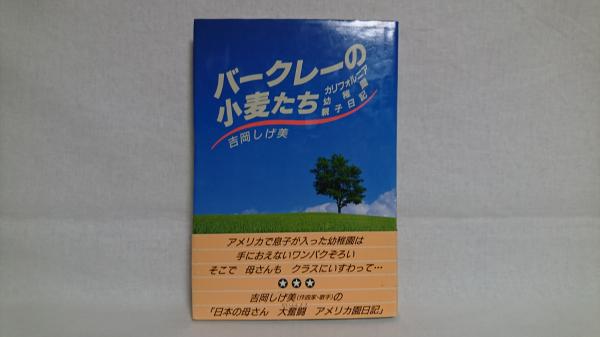 バークレーの
小麦たち
カリフォルニア
幼稚園
親子日記
吉岡しげ美
アメリカで息子が入った幼稚園は
手におえないワンパクぞろい
そこで 母さんも クラスにいすわって…
★★★
吉岡しげ美(作曲家・歌手)の
「日本の母さん 大奮闘 アメリカ園日記」